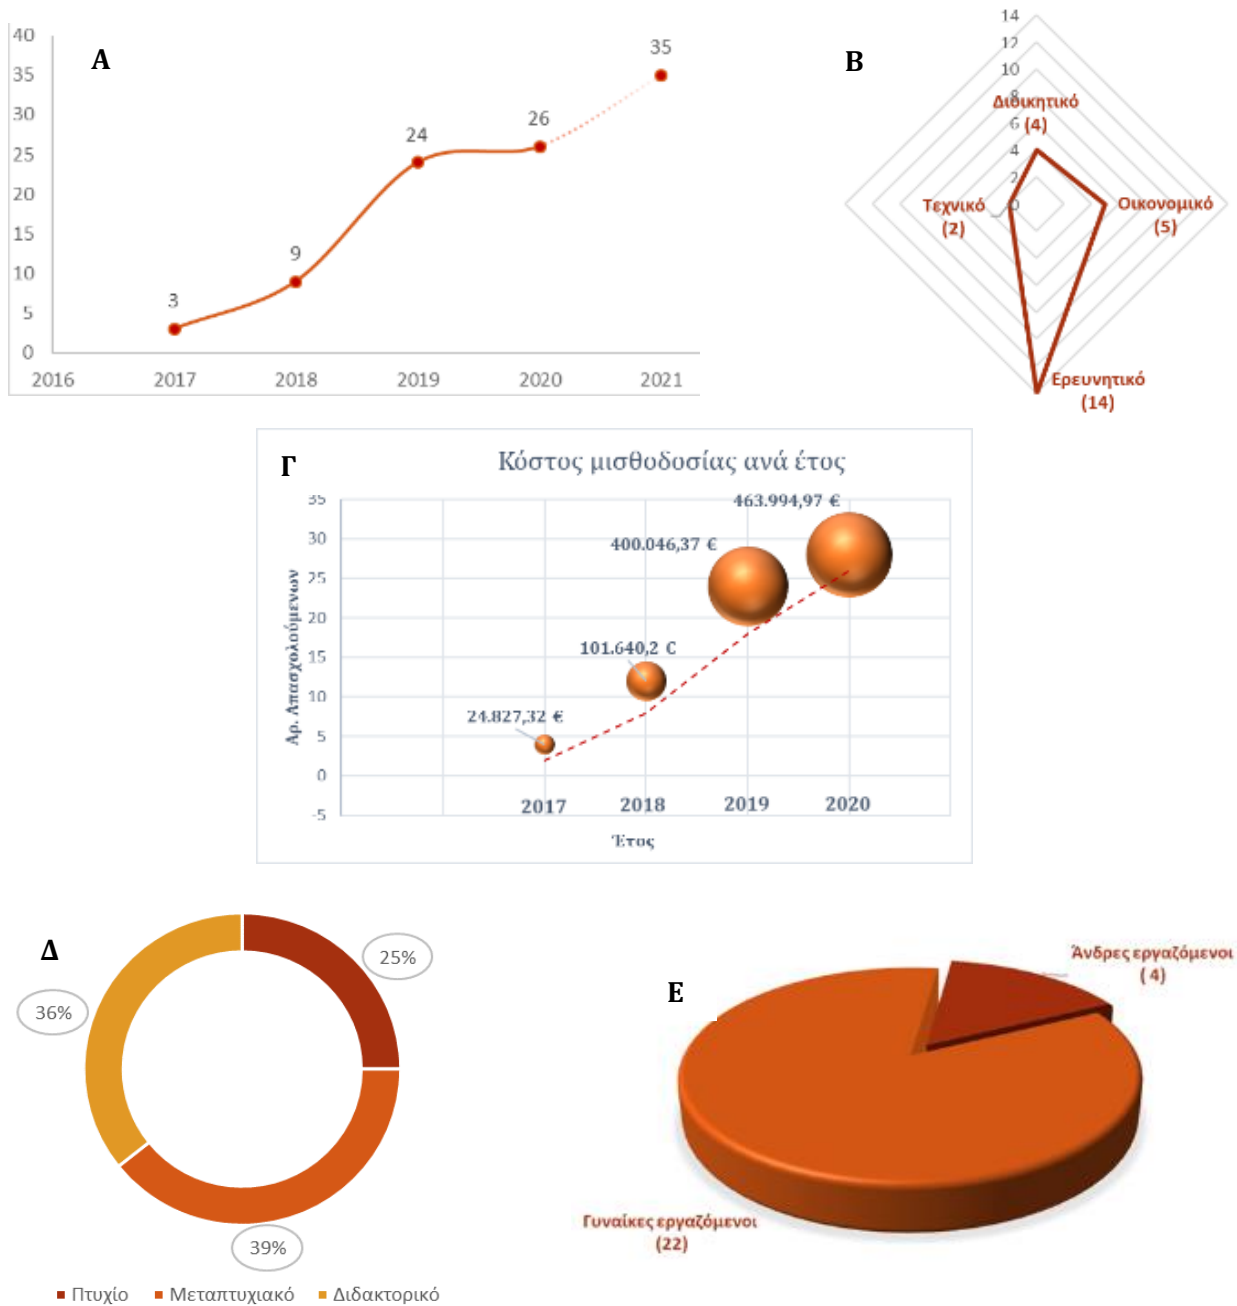 Α
40
35
30
25
20
15
10
5
0
3
9
24
26
35
2016 2017 2018 2019 2020 2021
Β
14
12
10
8
6
4
2
0
Διοικητικό
(4)
Τεχνικό
(2)
Οικονομικό
(5)
Ερευνητικό
(14)
Γ
Κόστος μισθοδοσίας ανά έτος
Αρ. Απασχολούμενων
35
30
25
20
15
10
5
0
-5
463.994,97 €
400.046,37 €
101.640,2 €
24.827,32 €
2017 2018 2019 2020
Έτος
Δ
25%
36%
39%
Πτυχίο Μεταπτυχιακό Διδακτορικό
Ε
Άνδρες εργαζόμενοι
( 4)
Γυναίκες εργαζόμενοι
(22)